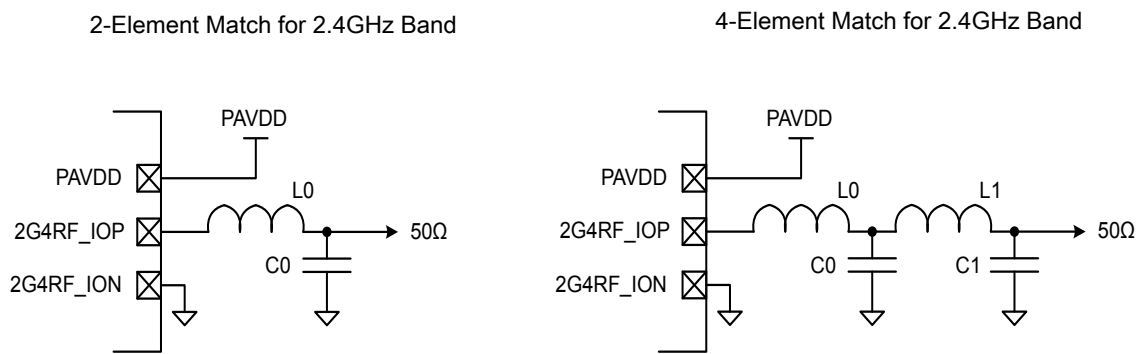 2-Element Match for 2.4GHz Band
PAVDD
PAVDD
L0
2G4RF_IOP
50Ω
C0
2G4RF_ION
4-Element Match for 2.4GHz Band
PAVDD
PAVDD
L0
L1
2G4RF_IOP
50Ω
C0
C1
2G4RF_ION